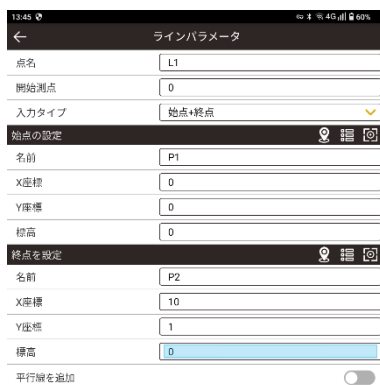 13:45 4G 60%
ラインパラメータ
点名 L1
開始測点 0
入力タイプ 始点+終点
始点の設定
名前 P1
X座標 0
Y座標 0
標高 0
終点を設定
名前 P2
X座標 10
Y座標 1
標高 0
平行線を追加